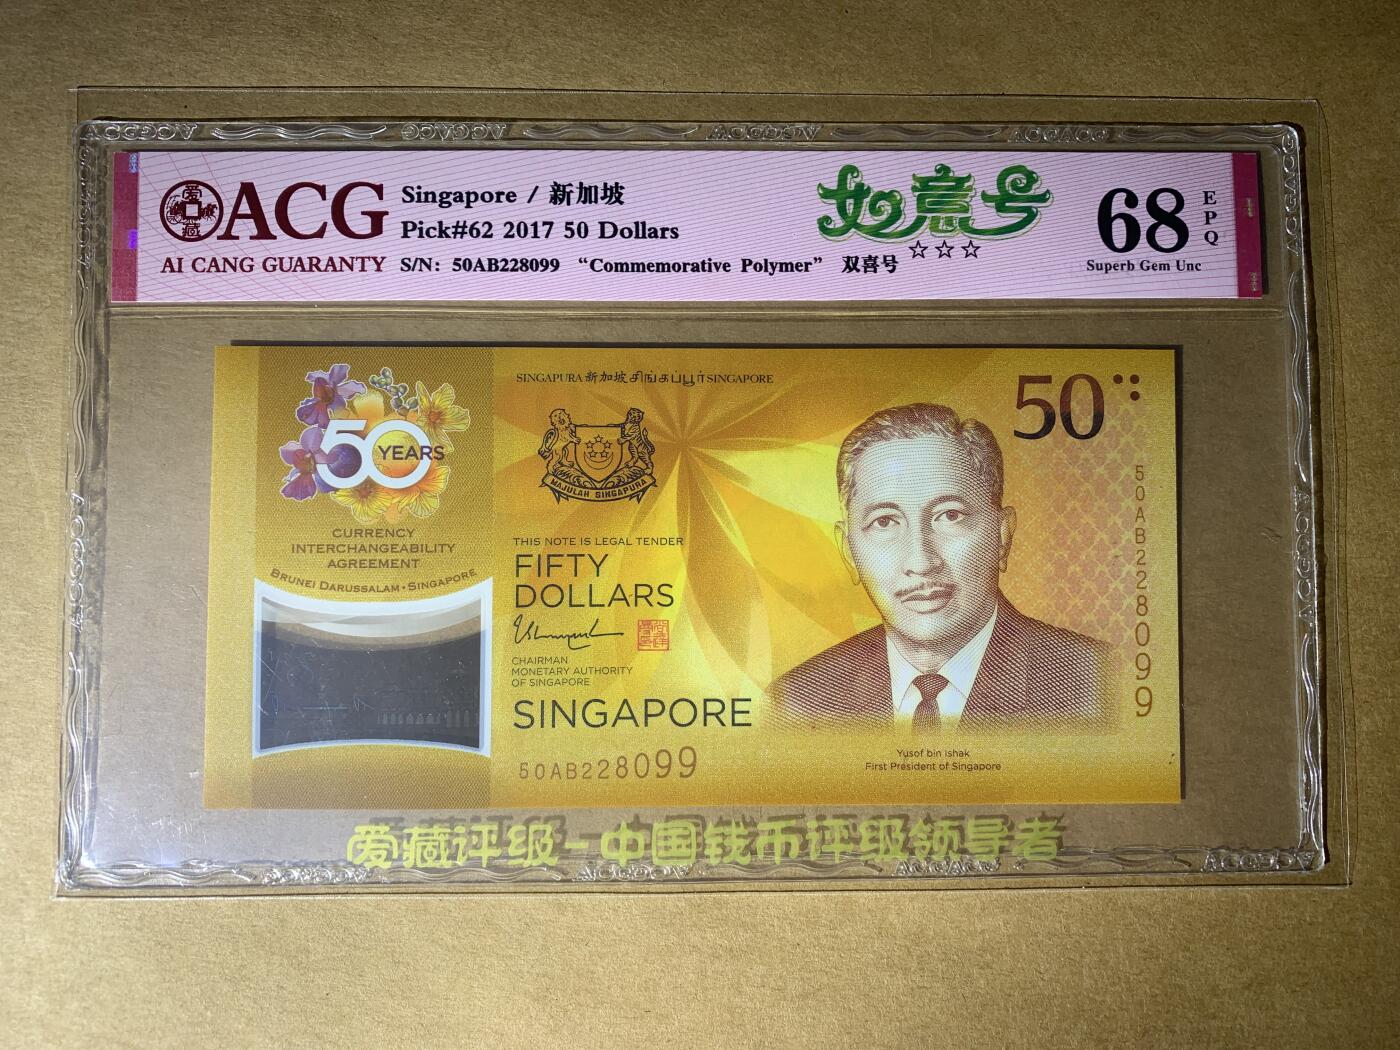 ACG
AI CANG GUARANTY
Singapore / 新加坡
Pick#62 2017 50 Dollars
S/N: 50AB228099 “Commemorative Polymer” 双喜号
如意号
☆☆☆
68
EPQ
Superb Gem Unc
50 YEARS
CURRENCY
INTERCHANGEABILITY
AGREEMENT
BRUNEI DARUSSALAM • SINGAPORE
SINGAPURA 新加坡 சிங்கப்பூர் SINGAPORE
MAJULAH SINGAPURA
THIS NOTE IS LEGAL TENDER
FIFTY
DOLLARS
CHAIRMAN
MONETARY AUTHORITY
OF SINGAPORE
SINGAPORE
50AB228099
50
50AB228099
Yusof bin Ishak
First President of Singapore
爱藏评级-中国钱币评级领导者